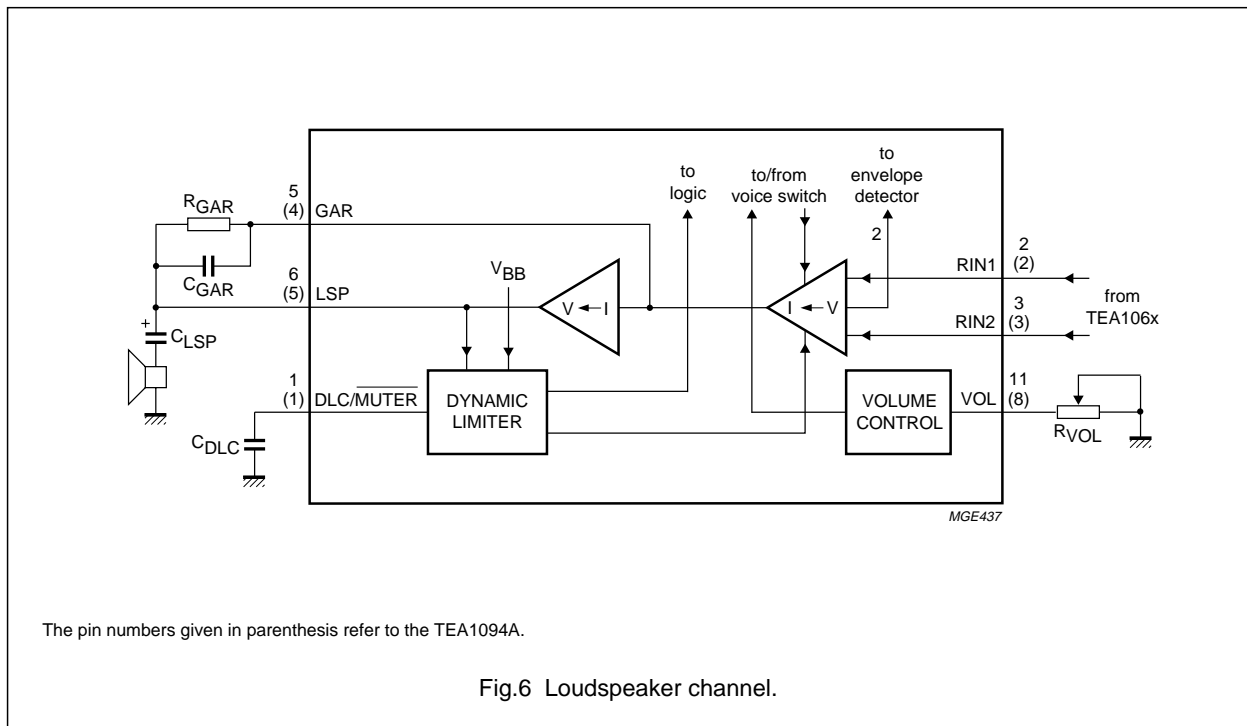 to
logic
to/from
voice switch
to
envelope
detector
5
(4)
GAR
RGAR
CGAR
2
VBB
6
(5)
LSP
V I
I V
RIN1
2
(2)
RIN2
3
(3)
from
TEA106x
CLSP
1
(1)
DLC/MUTER
DYNAMIC
LIMITER
VOLUME
CONTROL
VOL
11
(8)
RVOL
CDLC
MGE437
The pin numbers given in parenthesis refer to the TEA1094A.
Fig.6 Loudspeaker channel.